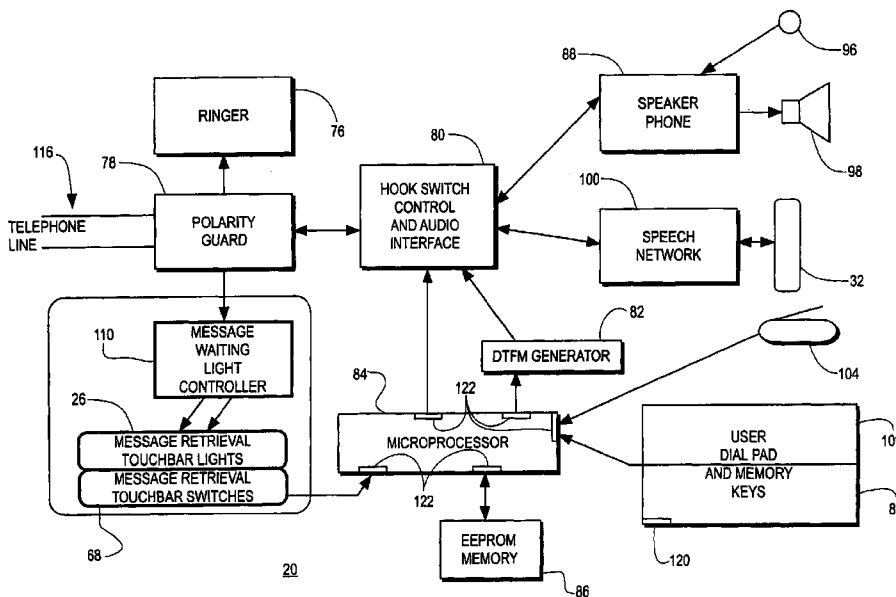 96
88
SPEAKER
PHONE
98
RINGER
76
80
116
78
TELEPHONE
LINE
POLARITY
GUARD
HOOK SWITCH
CONTROL
AND AUDIO
INTERFACE
100
SPEECH
NETWORK
32
110
MESSAGE
WAITING
LIGHT
CONTROLLER
82
DTFM GENERATOR
104
84
122
26
MESSAGE RETRIEVAL
TOUCHBAR LIGHTS
MESSAGE RETRIEVAL
TOUCHBAR SWITCHES
MICROPROCESSOR
USER
DIAL PAD
AND MEMORY
KEYS
122
68
20
EEPROM
MEMORY
86
120